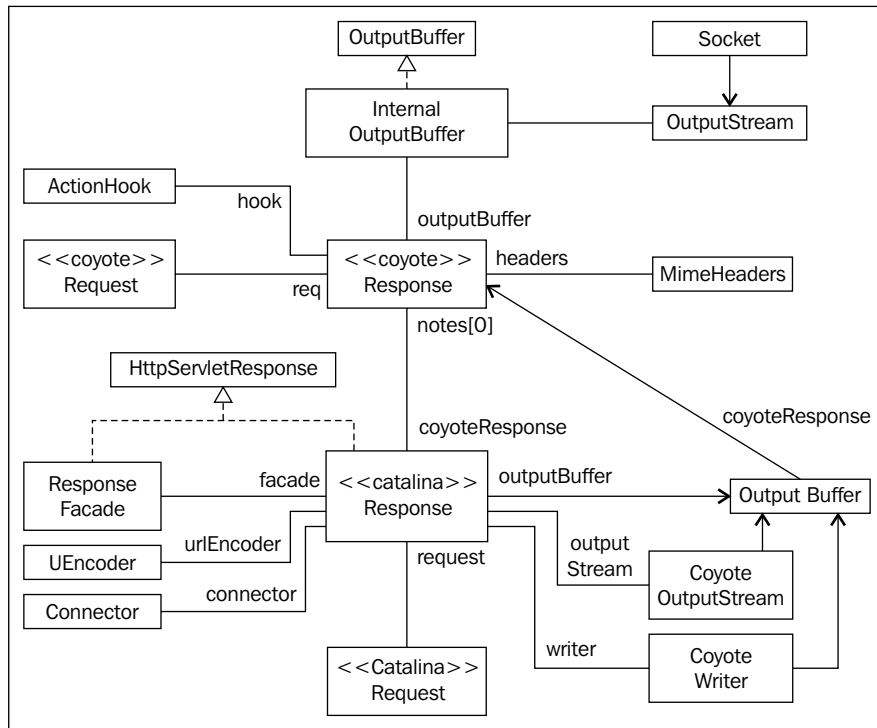 OutputBuffer
Socket
Internal
OutputBuffer
OutputStream
ActionHook
hook
outputBuffer
<<coyote>>
Request
req
<<coyote>>
Response
headers
MimeHeaders
notes[0]
HttpServletResponse
coyoteResponse
coyoteResponse
Response
Facade
facade
<<catalina>>
Response
outputBuffer
Output Buffer
UEncoder
urlEncoder
request
output
Stream
Coyote
OutputStream
Connector
connector
writer
Coyote
Writer
<<Catalina>>
Request